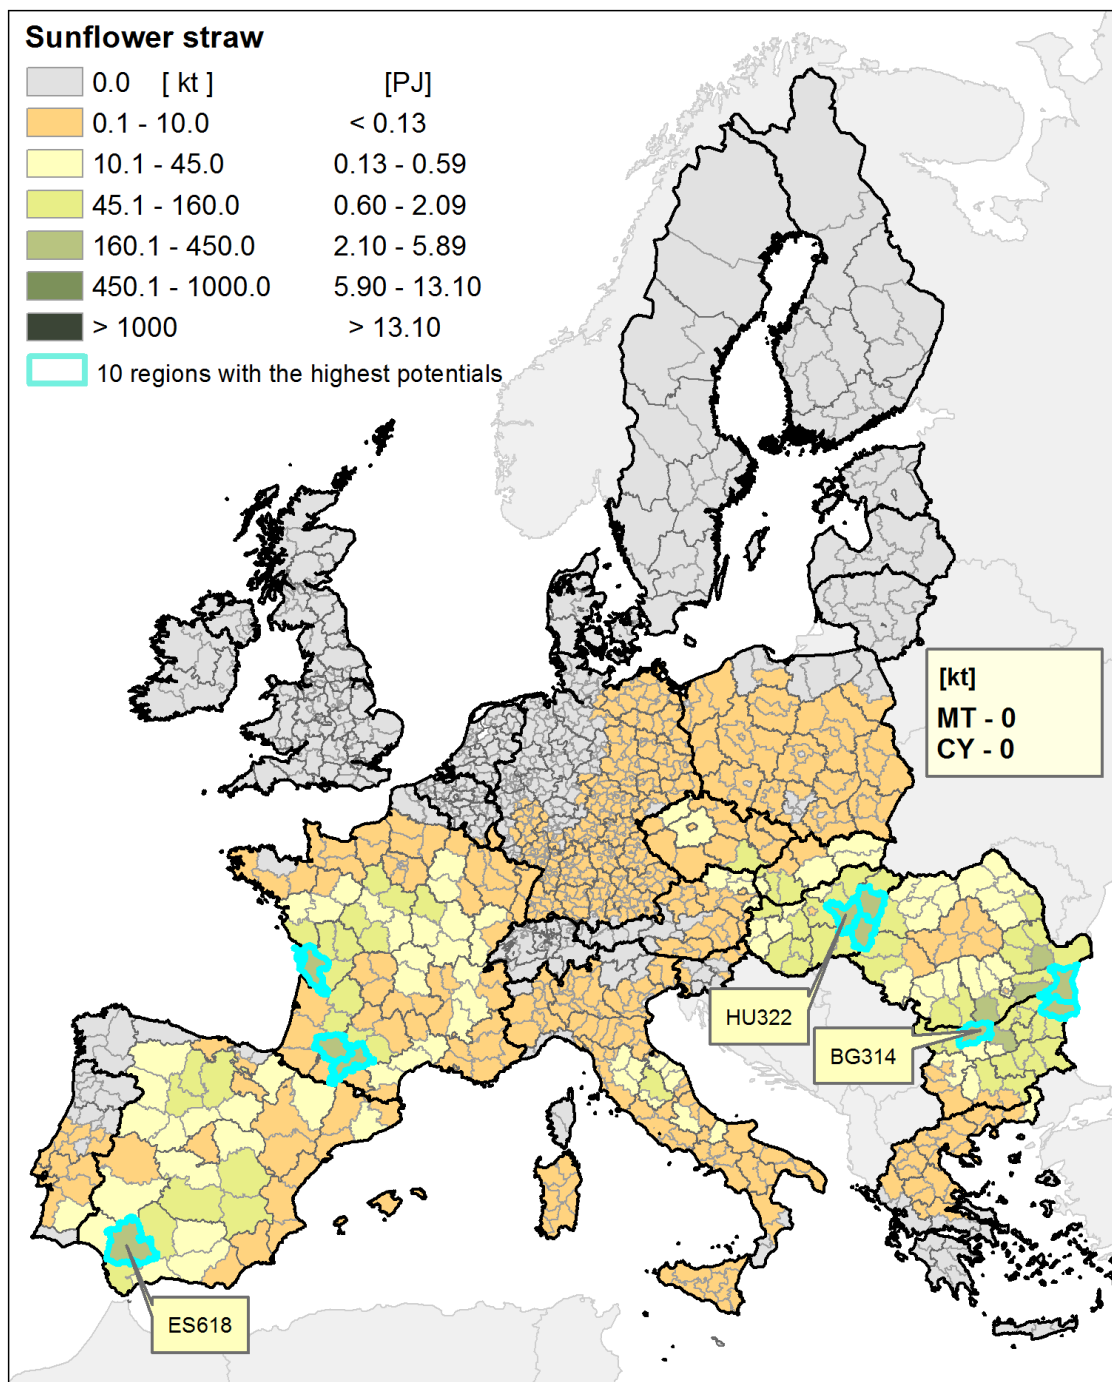 Sunflower straw
0.0 [ kt ] [PJ]
0.1 - 10.0 < 0.13
10.1 - 45.0 0.13 - 0.59
45.1 - 160.0 0.60 - 2.09
160.1 - 450.0 2.10 - 5.89
450.1 - 1000.0 5.90 - 13.10
> 1000 > 13.10
10 regions with the highest potentials
[kt]
MT - 0
CY - 0
HU322
BG314
ES618